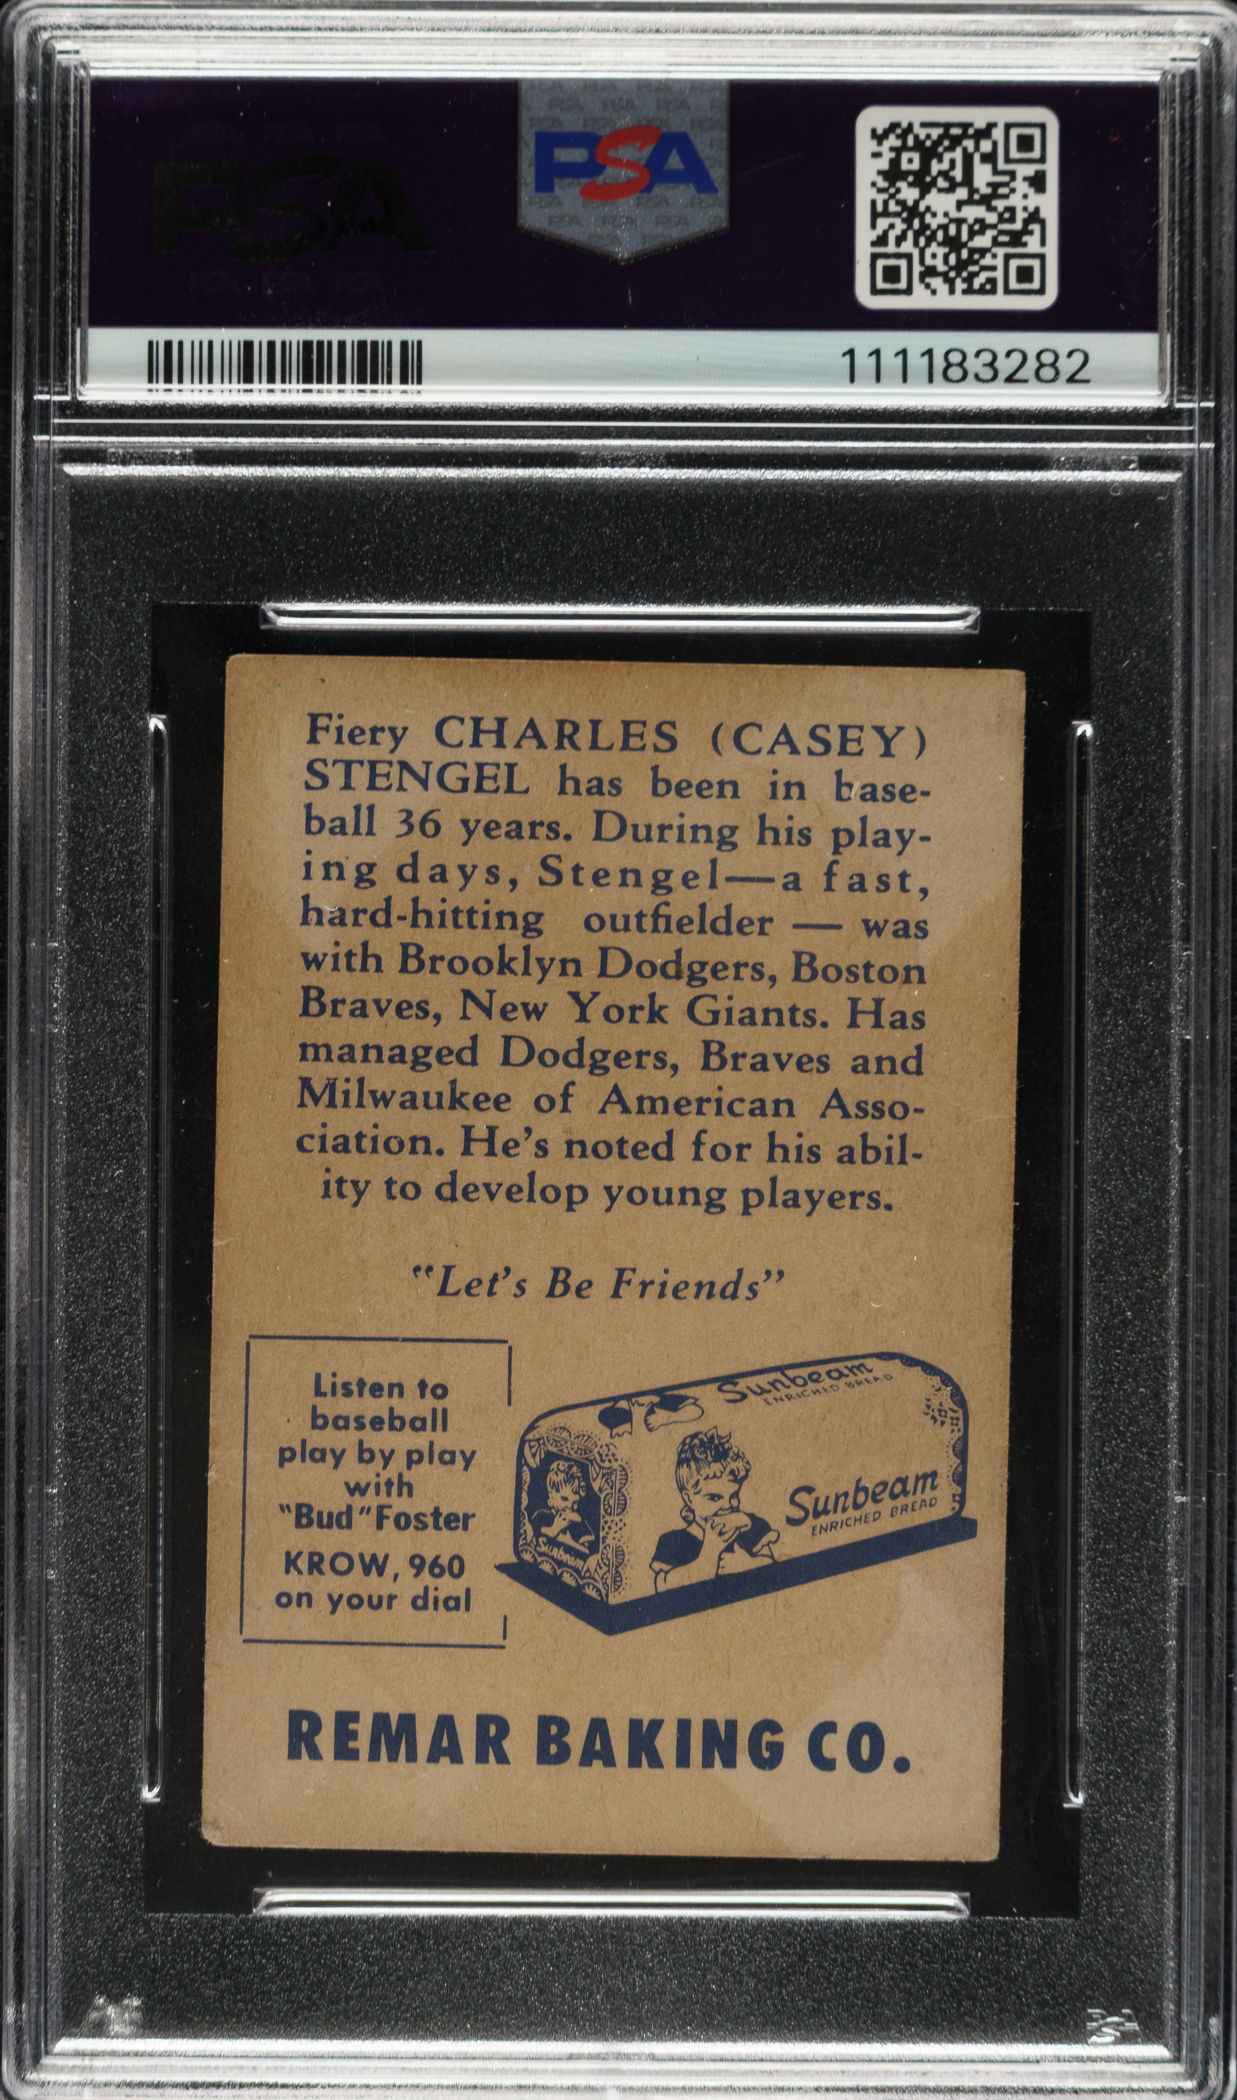 PSA
PSA
111183282
Fiery CHARLES (CASEY)
STENGEL has been in base-
ball 36 years. During his play-
ing days, Stengel—a fast,
hard-hitting outfielder — was
with Brooklyn Dodgers, Boston
Braves, New York Giants. Has
managed Dodgers, Braves and
Milwaukee of American Asso-
ciation. He's noted for his abil-
ity to develop young players.
"Let's Be Friends"
Listen to
baseball
play by play
with
"Bud" Foster
KROW, 960
on your dial
Sunbeam
ENRICHED BREAD
Sunbeam
ENRICHED BREAD
Sunbeam
REMAR BAKING CO.